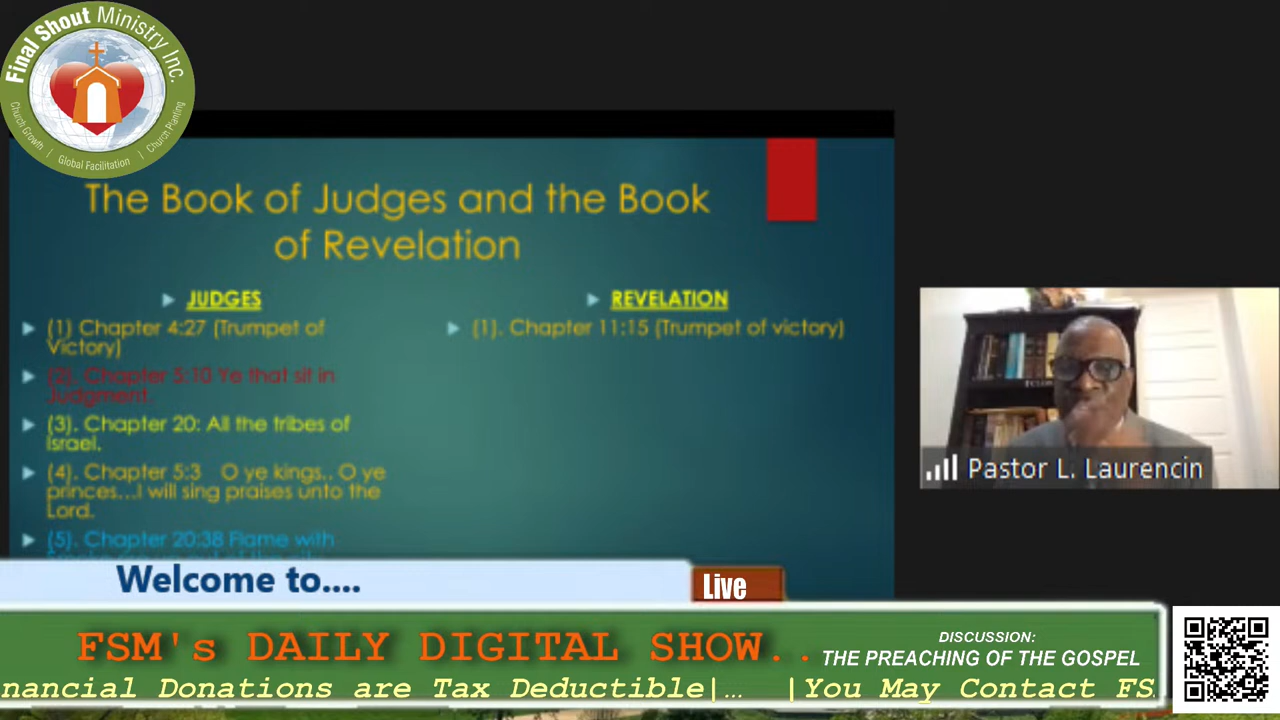 Final Shout Ministry Inc.
Church Growth | Global Facilitation | Church Planting
The Book of Judges and the Book
of Revelation
JUDGES
(1) Chapter 4:27 (Trumpet of
Victory)
(2). Chapter 5:10 Ye that sit in
Judgment.
(3). Chapter 20: All the tribes of
Israel.
(4). Chapter 5:3 O ye kings.. O ye
princes...I will sing praises unto the
Lord.
(5). Chapter 20:38 Flame with
REVELATION
(1). Chapter 11:15 (Trumpet of victory)
Pastor L. Laurencin
Welcome to....
Live
FSM's DAILY DIGITAL SHOW..
DISCUSSION:
THE PREACHING OF THE GOSPEL
nancial Donations are Tax Deductible|… |You May Contact FS